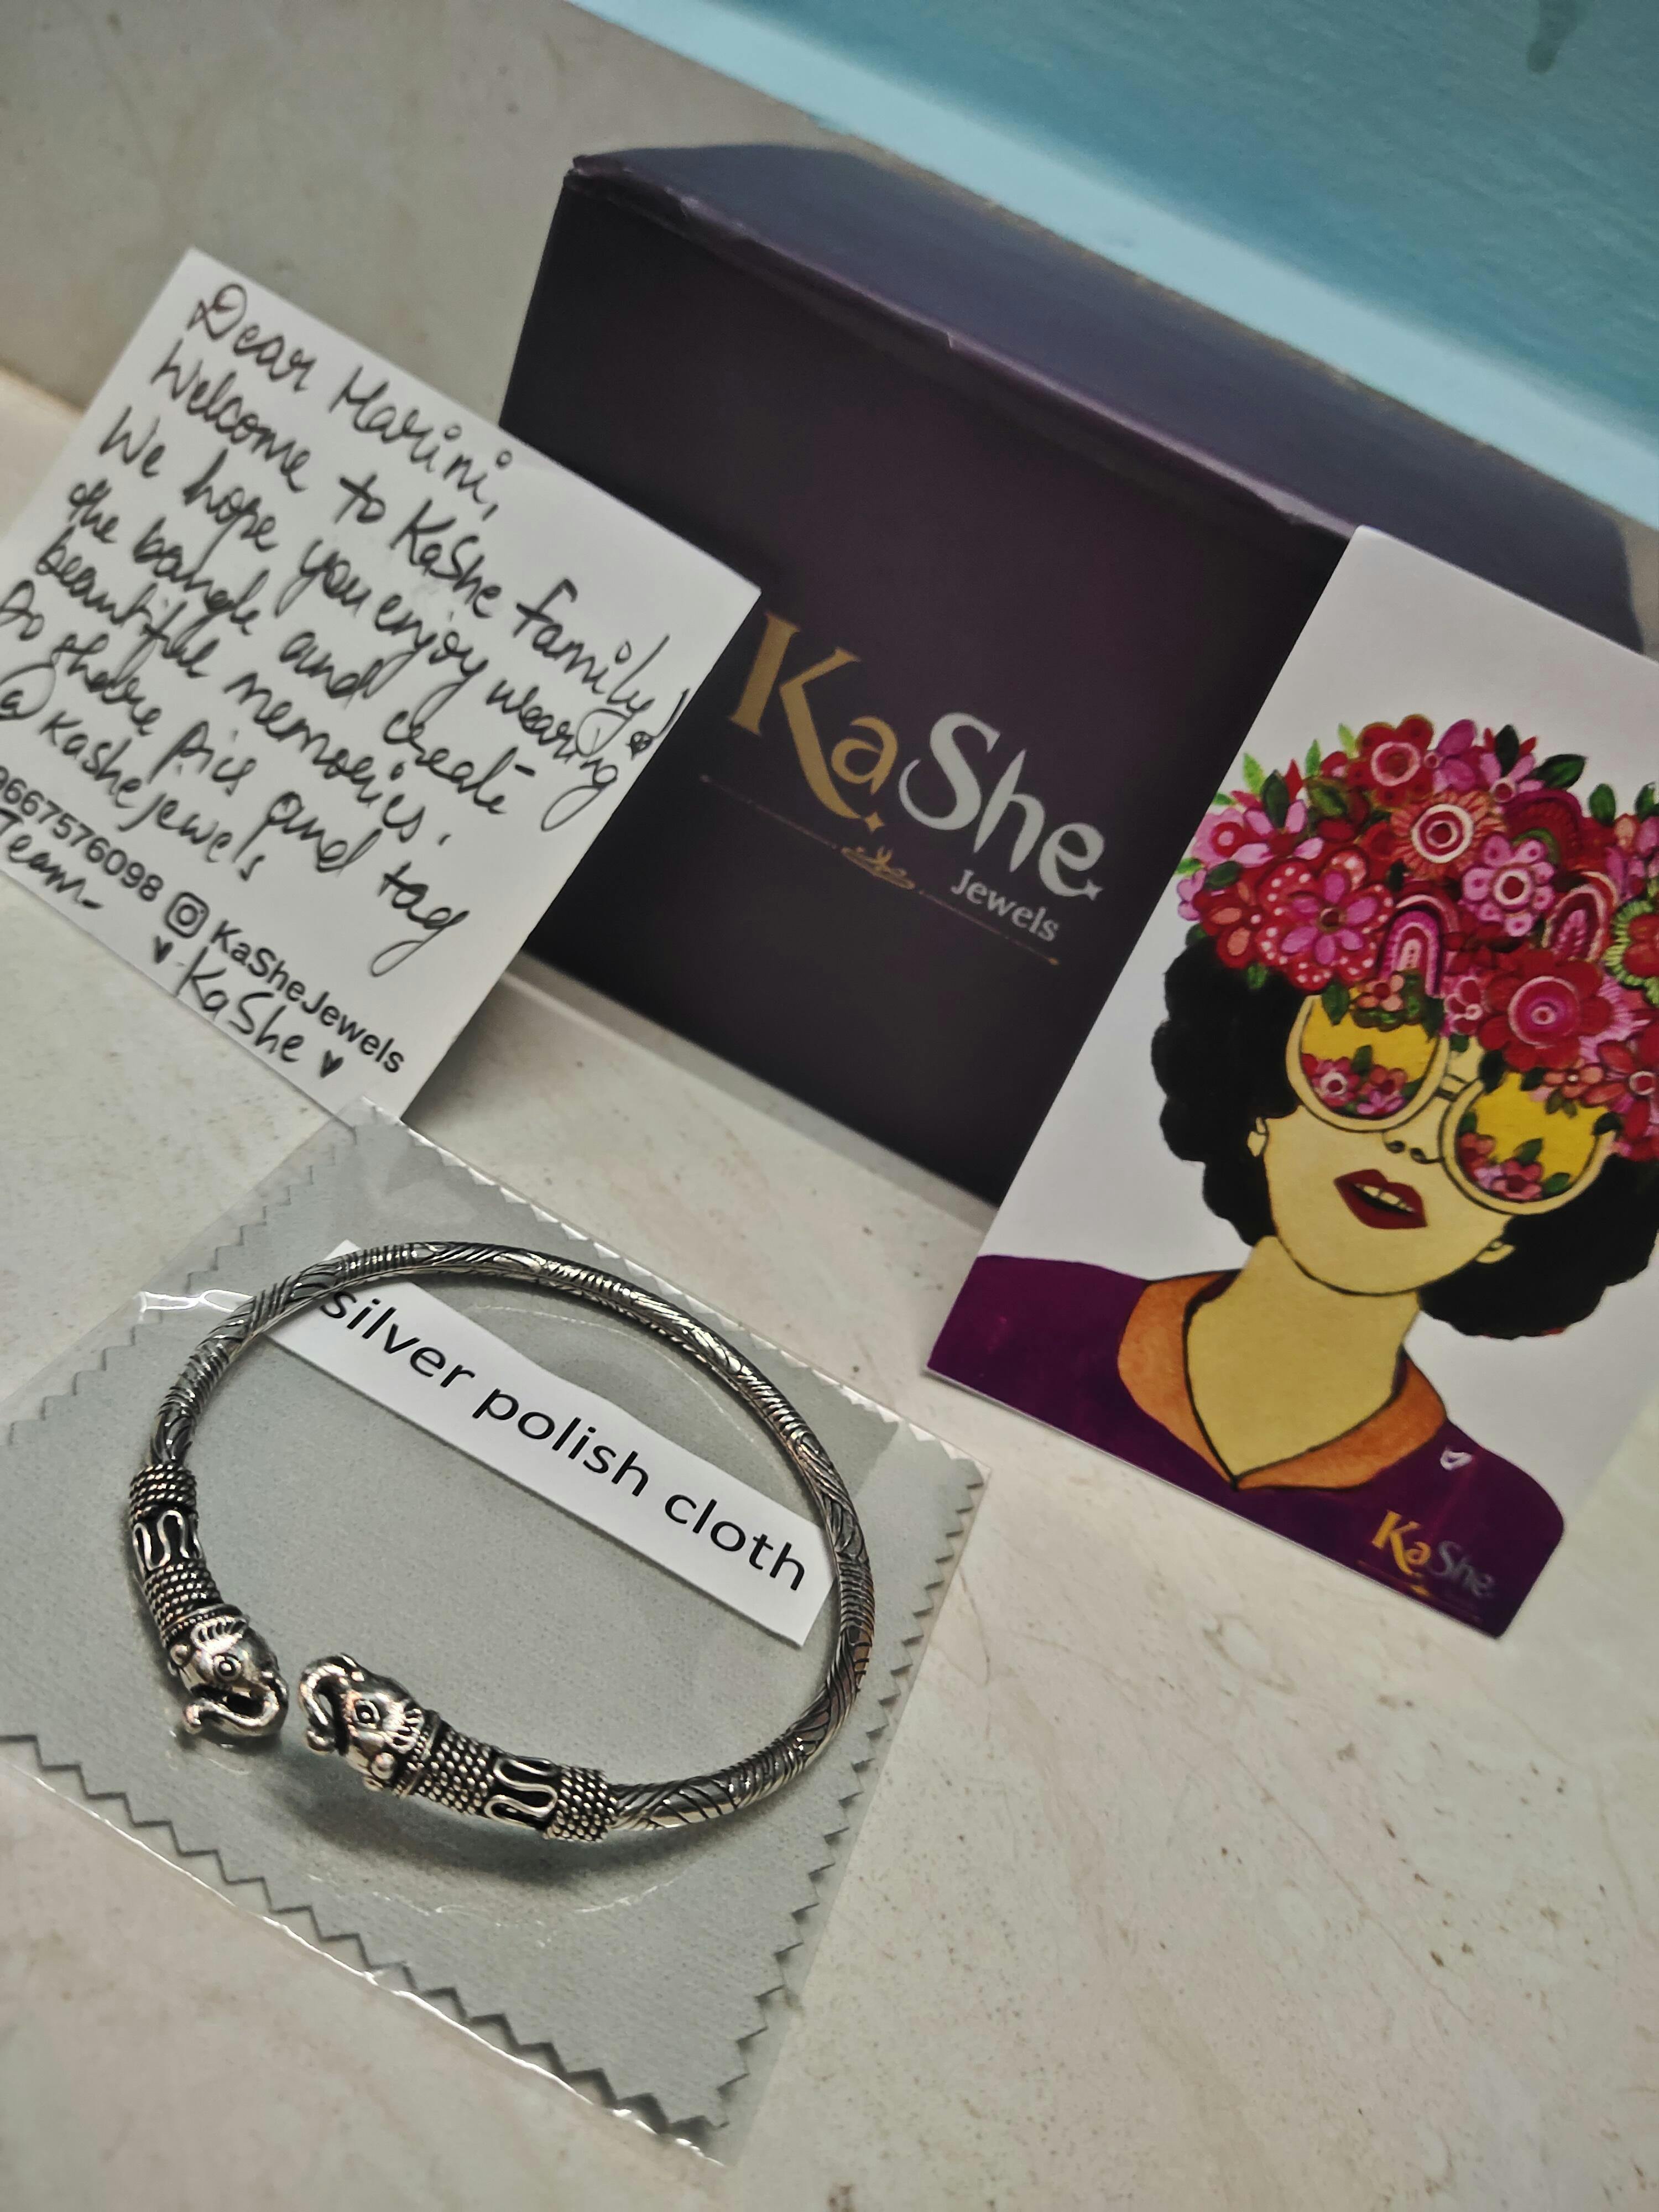 Dear Marini,
Welcome to KaShe family!
We hope you enjoy wearing
the bangle and create
beautiful memories.
Do share pics and tag
@Kashejewels
9667576098 KaSheJewels
Team- KaShe
KaShe
Jewels
KaShe
silver polish cloth